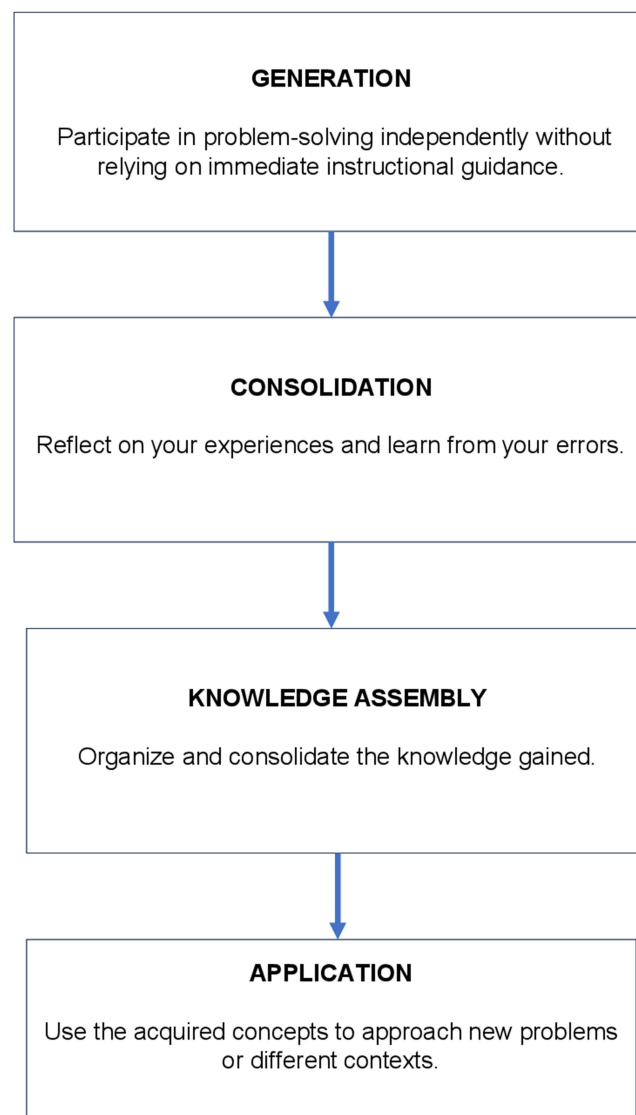 GENERATION
Participate in problem-solving independently without
relying on immediate instructional guidance.
CONSOLIDATION
Reflect on your experiences and learn from your errors.
KNOWLEDGE ASSEMBLY
Organize and consolidate the knowledge gained.
APPLICATION
Use the acquired concepts to approach new problems
or different contexts.